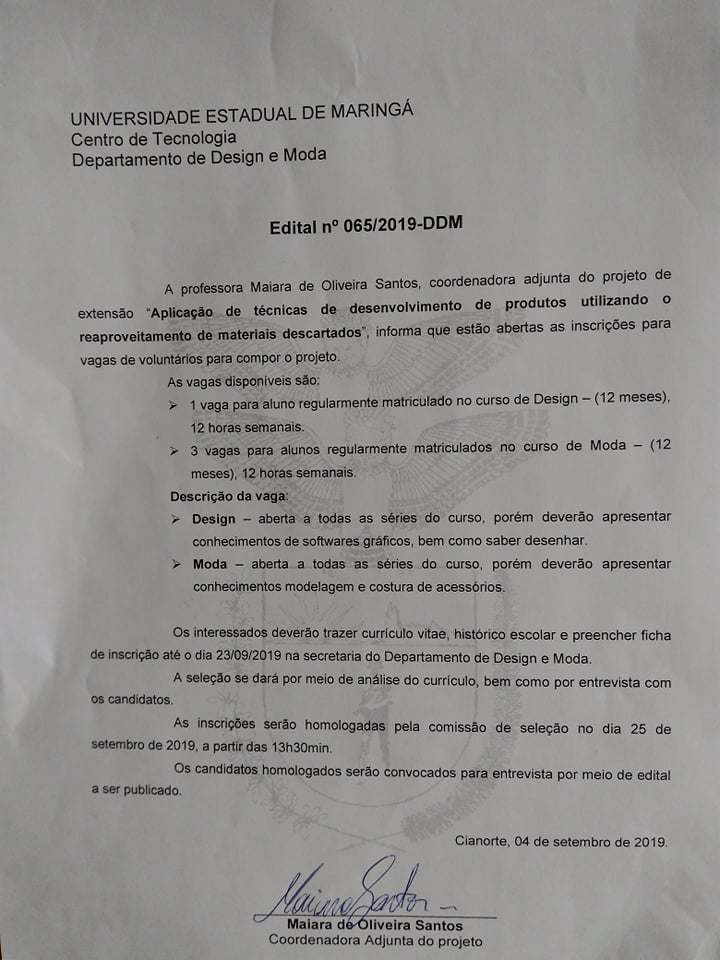 UNIVERSIDADE ESTADUAL DE MARINGÁ
Centro de Tecnologia
Departamento de Design e Moda
Edital nº 065/2019-DDM
A professora Maiara de Oliveira Santos, coordenadora adjunta do projeto de
extensão "Aplicação de técnicas de desenvolvimento de produtos utilizando o
reaproveitamento de materiais descartados", informa que estão abertas as inscrições para
vagas de voluntários para compor o projeto.
As vagas disponíveis são:
➢ 1 vaga para aluno regularmente matriculado no curso de Design – (12 meses),
12 horas semanais.
➢ 3 vagas para alunos regularmente matriculados no curso de Moda – (12
meses), 12 horas semanais.
Descrição da vaga:
➢ Design – aberta a todas as séries do curso, porém deverão apresentar
conhecimentos de softwares gráficos, bem como saber desenhar.
➢ Moda – aberta a todas as séries do curso, porém deverão apresentar
conhecimentos modelagem e costura de acessórios.
Os interessados deverão trazer currículo vitae, histórico escolar e preencher ficha
de inscrição até o dia 23/09/2019 na secretaria do Departamento de Design e Moda.
A seleção se dará por meio de análise do currículo, bem como por entrevista com
os candidatos.
As inscrições serão homologadas pela comissão de seleção no dia 25 de
setembro de 2019, a partir das 13h30min.
Os candidatos homologados serão convocados para entrevista por meio de edital
a ser publicado.
Cianorte, 04 de setembro de 2019.
Maiara Santos
Maiara de Oliveira Santos
Coordenadora Adjunta do projeto